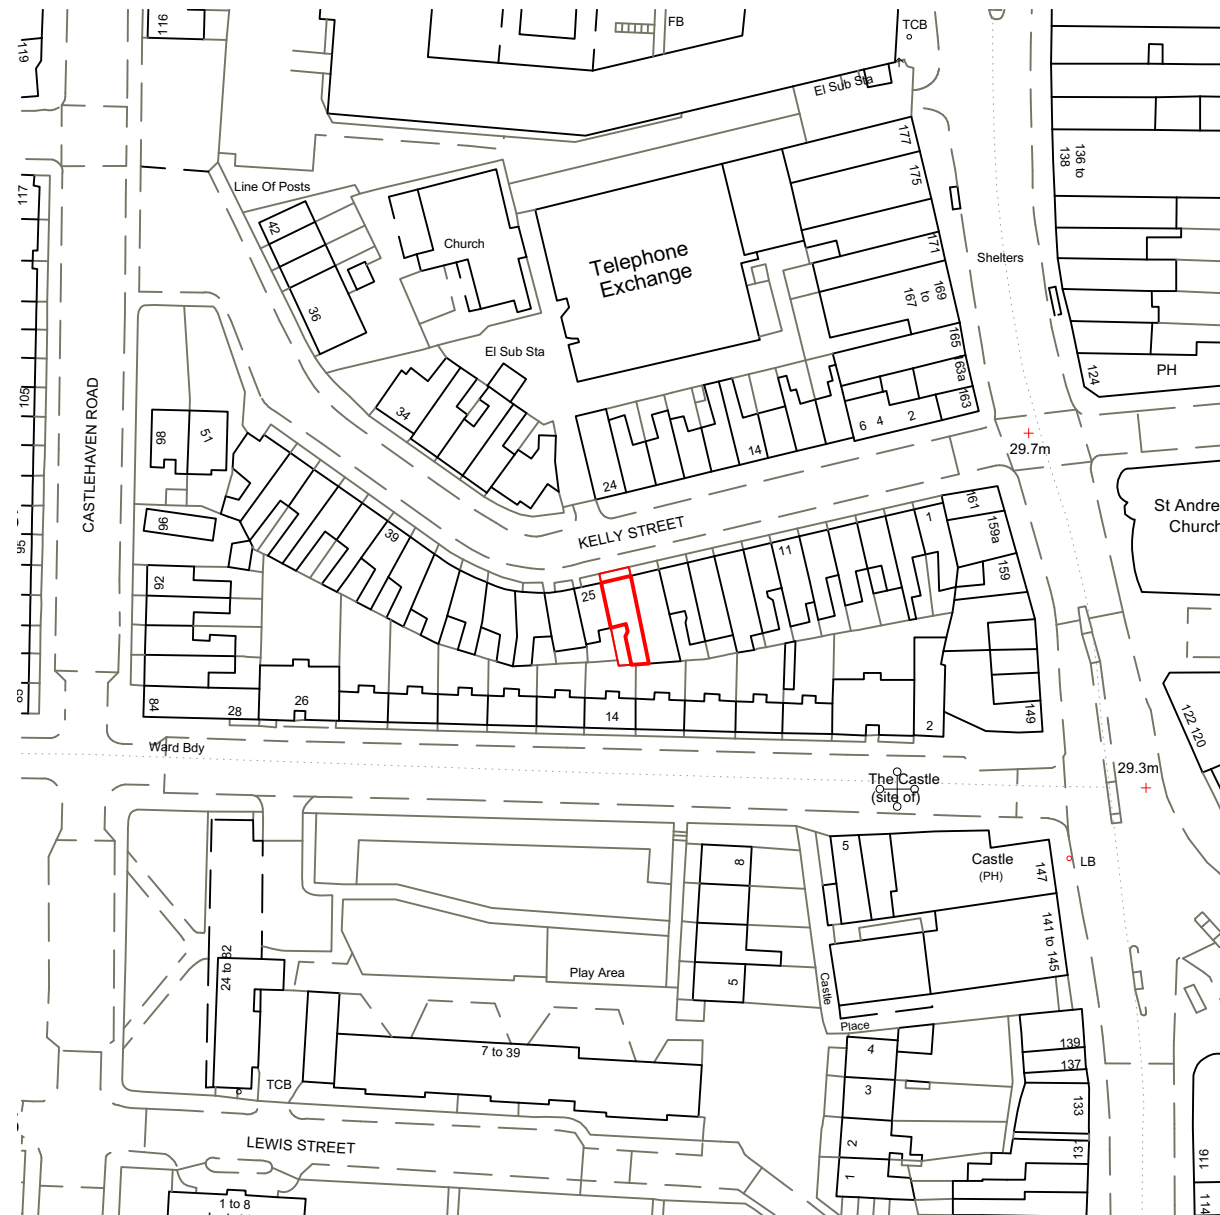 116
119
FB
TCB
El Sub Sta
177
175
136 to
138
117
Line Of Posts
42
Church
Telephone
Exchange
171
Shelters
169
to
167
36
165
163a
163
El Sub Sta
124
PH
105
CASTLEHAVEN ROAD
34
98
51
6
4
2
14
24
29.7m
161
159a
159
St Andre
Church
96
39
KELLY STREET
11
1
95
92
25
84
28
26
14
2
149
122
120
Ward Bdy
The Castle
(site of)
29.3m
5
8
Castle
(PH)
147
LB
141 to 145
24 to 32
Play Area
5
Castle
Place
7 to 39
4
139
137
3
TCB
133
LEWIS STREET
2
131
1
116
1 to 8
114